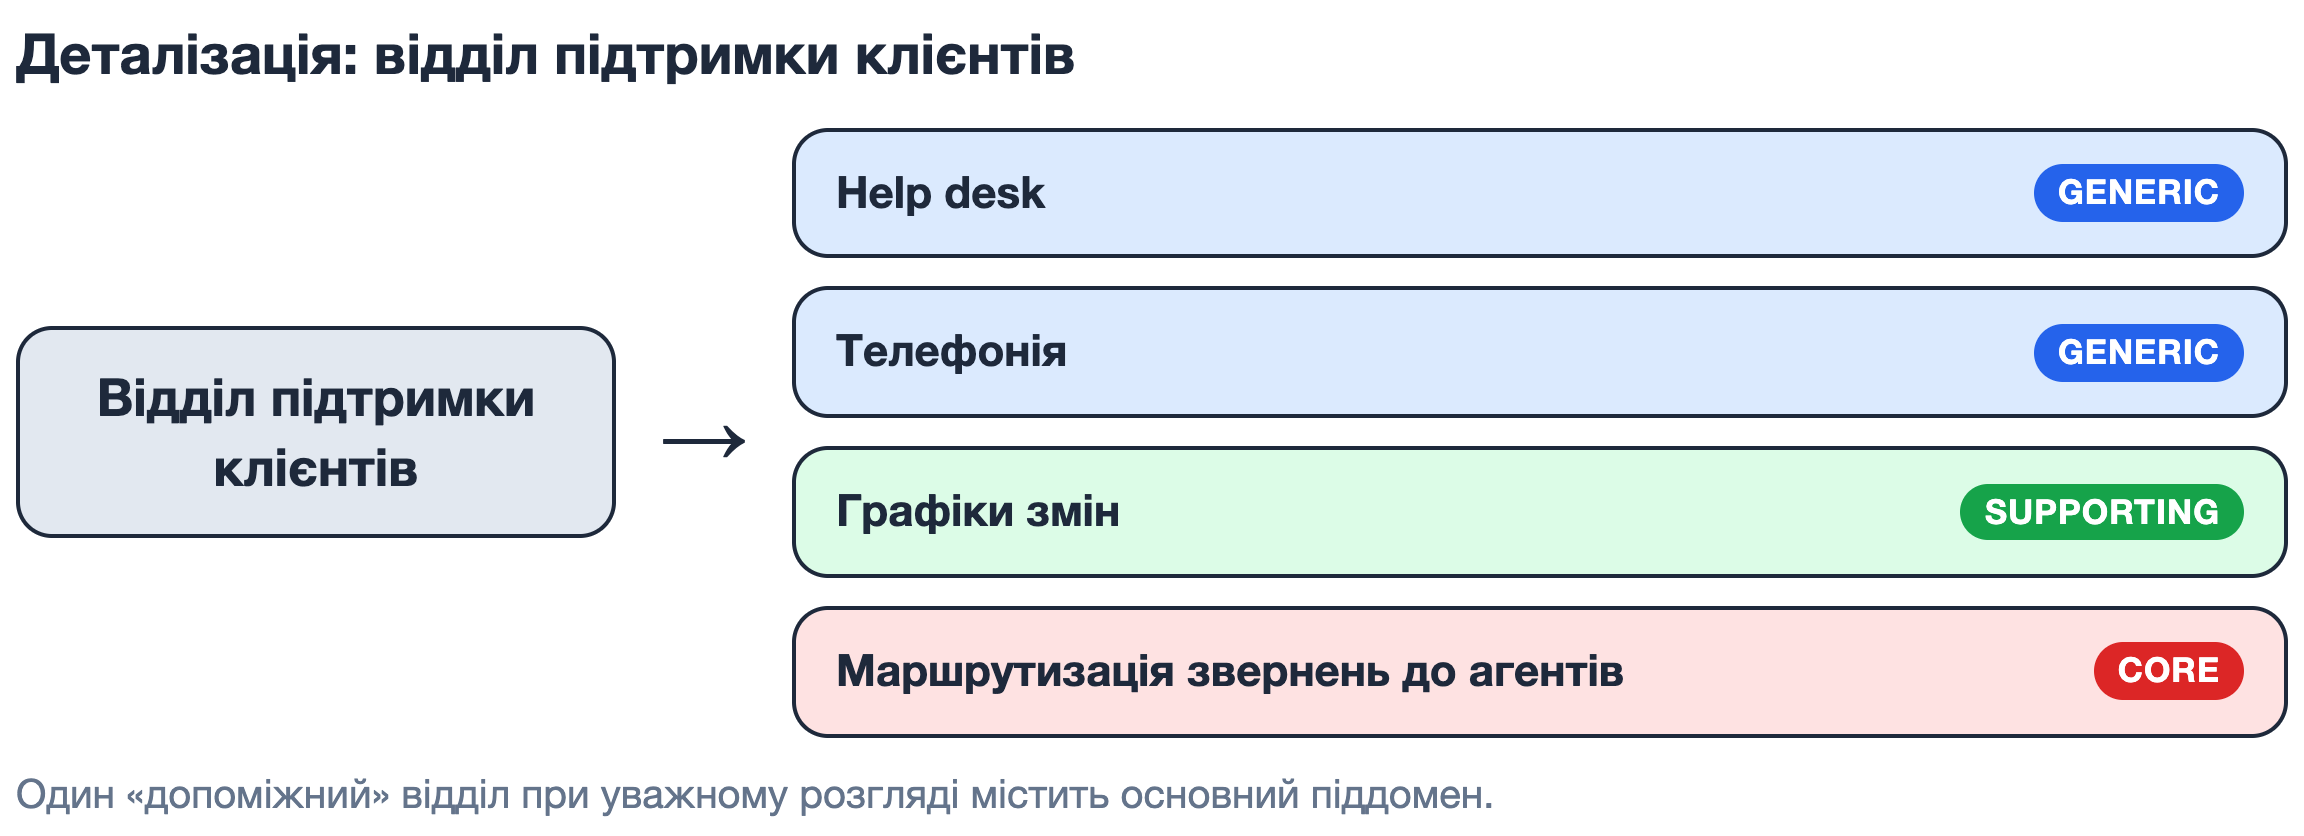 Деталізація: відділ підтримки клієнтів
Help desk
GENERIC
Телефонія
GENERIC
Відділ підтримки
клієнтів
→
Графіки змін
SUPPORTING
Маршрутизація звернень до агентів
CORE
Один «допоміжний» відділ при уважному розгляді містить основний піддомен.